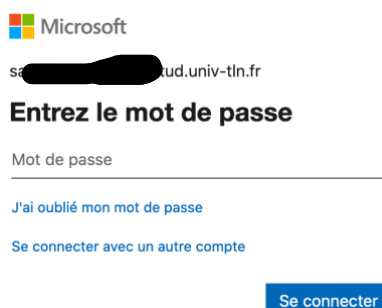 Microsoft
sa tud.univ-tln.fr
Entrez le mot de passe
Mot de passe
J'ai oublié mon mot de passe
Se connecter avec un autre compte
Se connecter